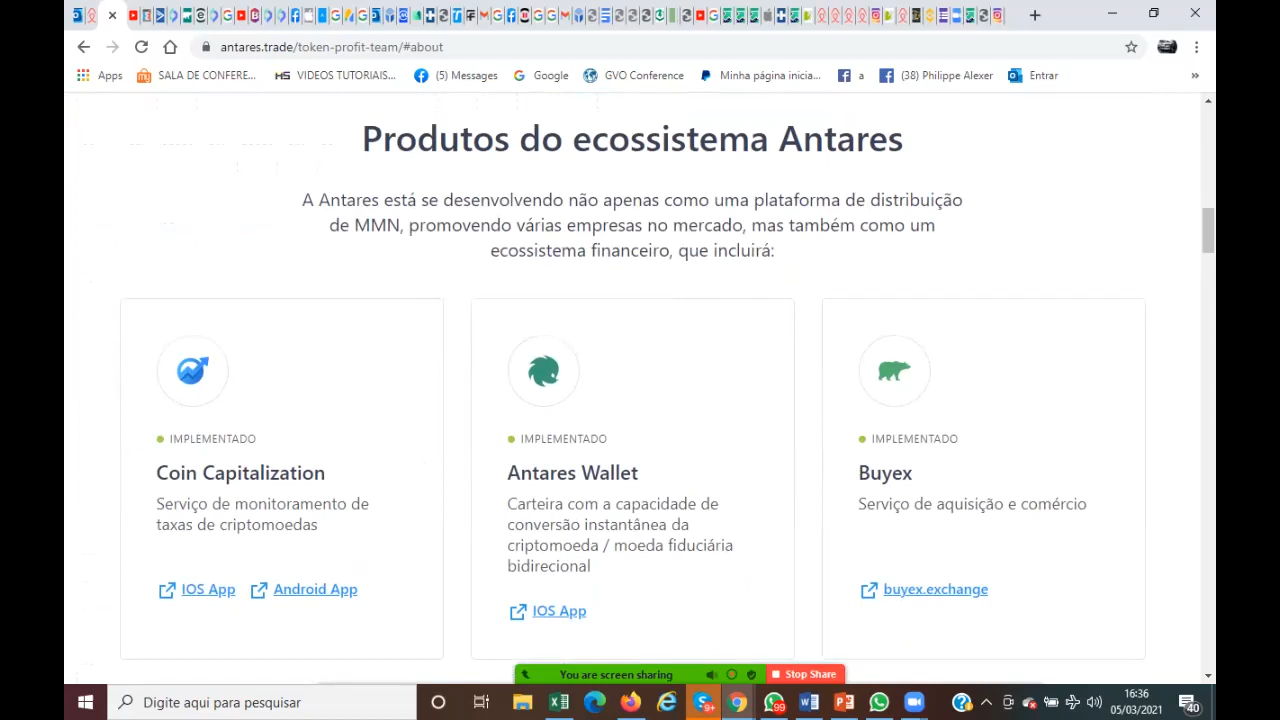 antares.trade/token-profit-team/#about
Apps
SALA DE CONFERE...
VIDEOS TUTORIAIS...
(5) Messages
Google
GVO Conference
Minha página inicia...
a
(38) Philippe Alexer
Entrar
»
Produtos do ecossistema Antares
A Antares está se desenvolvendo não apenas como uma plataforma de distribuição
de MMN, promovendo várias empresas no mercado, mas também como um
ecossistema financeiro, que incluirá:
IMPLEMENTADO
Coin Capitalization
Serviço de monitoramento de
taxas de criptomoedas
IOS App
Android App
IMPLEMENTADO
Antares Wallet
Carteira com a capacidade de
conversão instantânea da
criptomoeda / moeda fiduciária
bidirecional
IOS App
IMPLEMENTADO
Buyex
Serviço de aquisição e comércio
buyex.exchange
You are screen sharing
Stop Share
Digite aqui para pesquisar
9+
99
16:36
05/03/2021
40